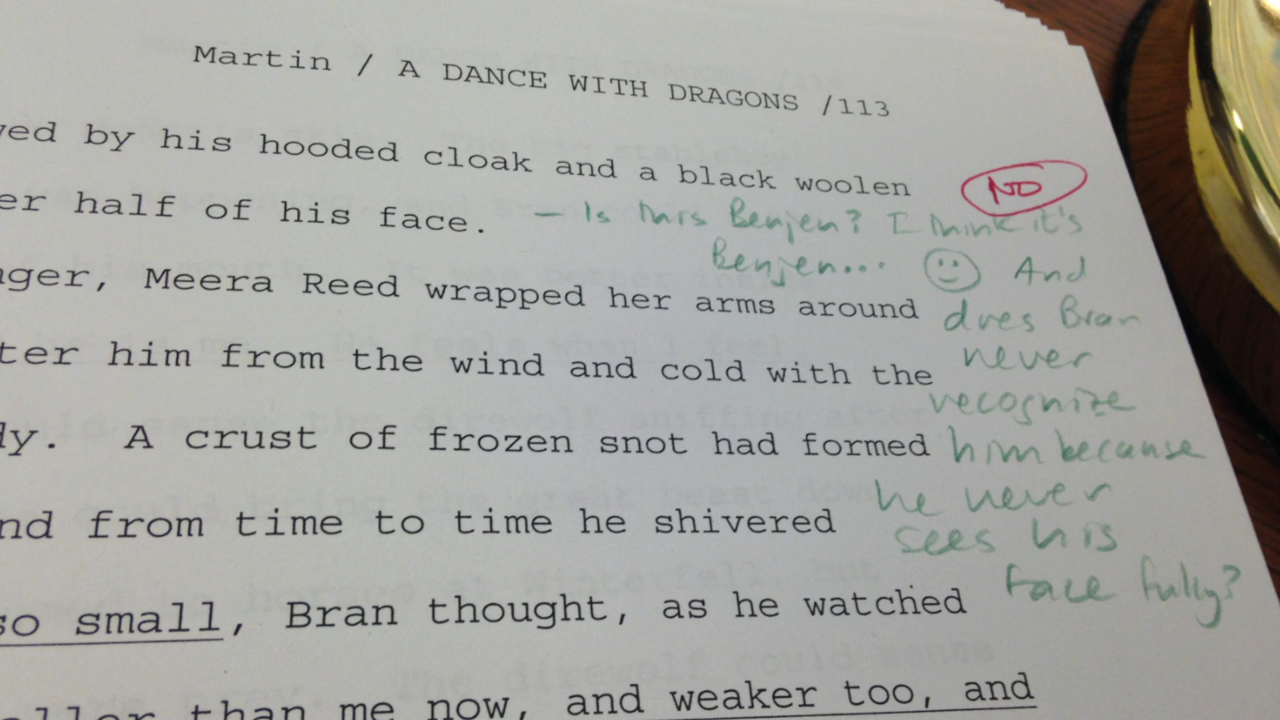 Martin / A DANCE WITH DRAGONS /113
ved by his hooded cloak and a black woolen
NO
er half of his face. - Is this Benjen? I think it's
Benjen... And
nger, Meera Reed wrapped her arms around
does Bran
never
ter him from the wind and cold with the
recognize
ly. A crust of frozen snot had formed
him because
he never
nd from time to time he shivered
sees his
face fully?
so small, Bran thought, as he watched
aller than me now, and weaker too, and